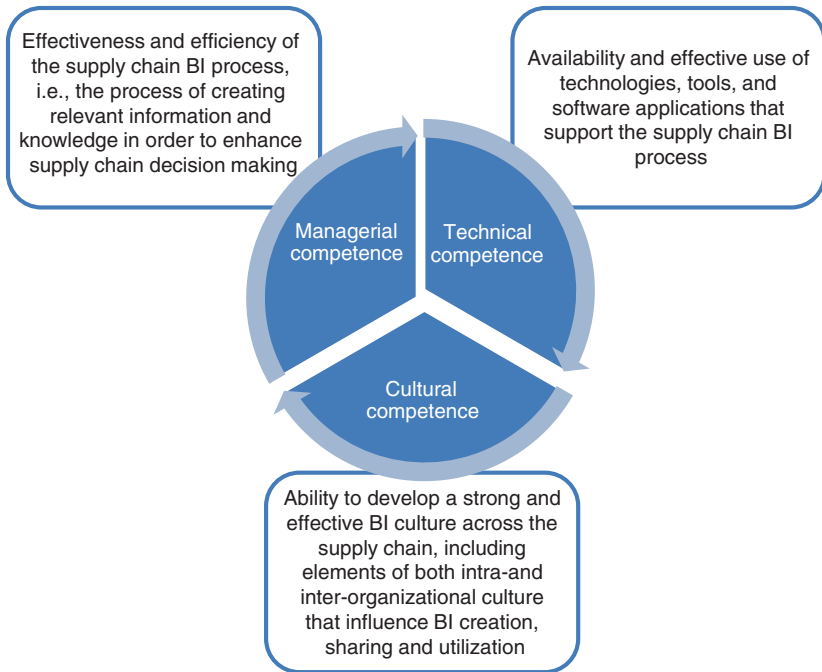 Effectiveness and efficiency of
the supply chain BI process,
i.e., the process of creating
relevant information and
knowledge in order to enhance
supply chain decision making
Availability and effective use of
technologies, tools, and
software applications that
support the supply chain BI
process
Managerial
competence
Technical
competence
Cultural
competence
Ability to develop a strong and
effective BI culture across the
supply chain, including
elements of both intra-and
inter-organizational culture
that influence BI creation,
sharing and utilization